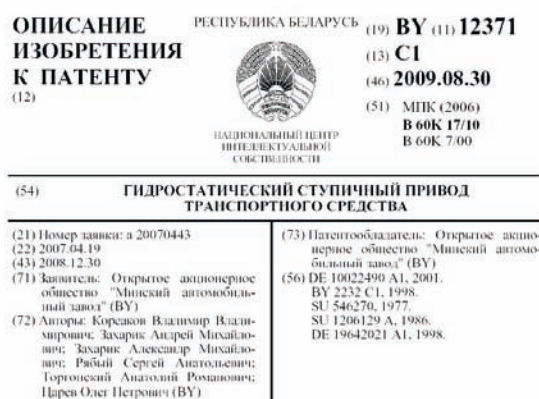 ОПИСАНИЕ
ИЗОБРЕТЕНИЯ
К ПАТЕНТУ
(12)
РЕСПУБЛИКА БЕЛАРУСЬ
НАЦИОНАЛЬНЫЙ ЦЕНТР
ИНТЕЛЛЕКТУАЛЬНОЙ
СОБСТВЕННОСТИ
(19) BY (11) 12371
(13) C1
(46) 2009.08.30
(51) МПК (2006)
B 60K 17/10
B 60K 7/00
(54) ГИДРОСТАТИЧЕСКИЙ СТУПИЧНЫЙ ПРИВОД
ТРАНСПОРТНОГО СРЕДСТВА
(21) Номер заявки: a 20070443
(22) 2007.04.19
(43) 2008.12.30
(71) Заявитель: Открытое акционерное
общество "Минский автомобиль-
ный завод" (BY)
(72) Авторы: Корсаков Владимир Влади-
мирович; Захарик Андрей Михайло-
вич; Захарик Александр Михайло-
вич; Рябый Сергей Анатольевич;
Торгонский Анатолий Романович;
Царев Олег Петрович (BY)
(73) Патентообладатель: Открытое акцио-
нерное общество "Минский автомо-
бильный завод" (BY)
(56) DE 10022490 A1, 2001.
BY 2232 C1, 1998.
SU 546270, 1977.
SU 1206129 A, 1986.
DE 19642021 A1, 1998.